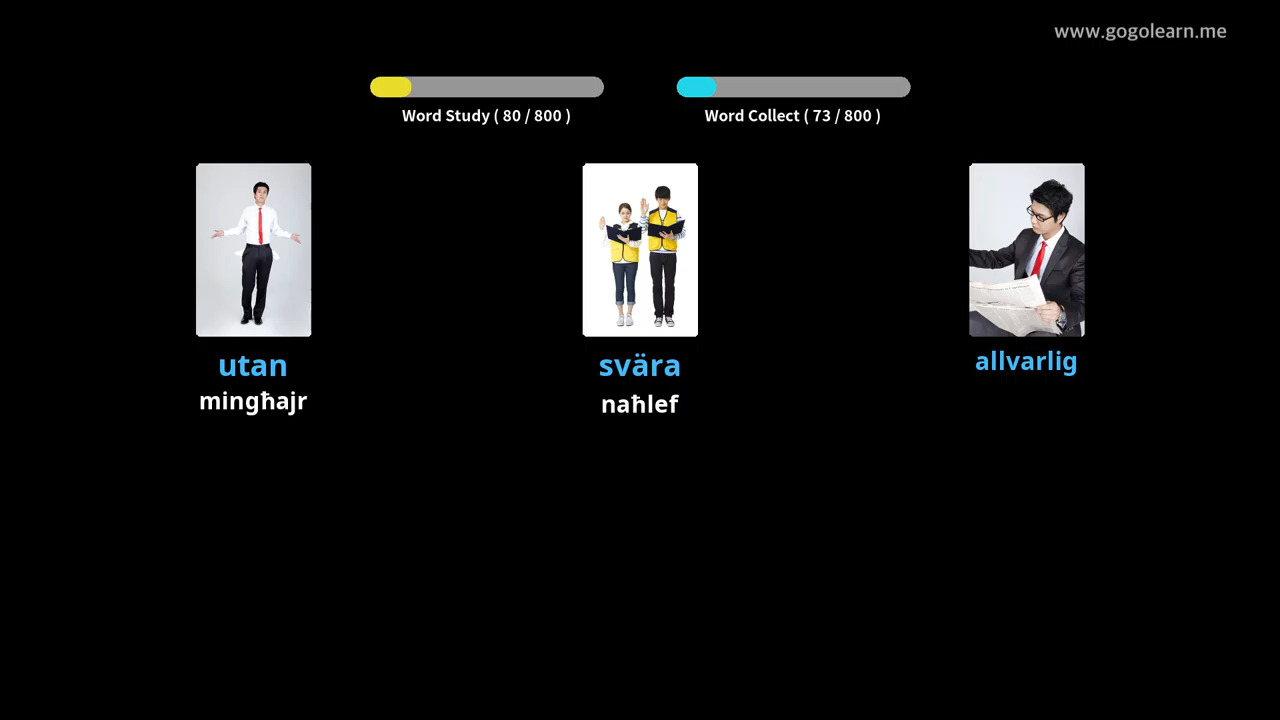 www.gogolearn.me
Word Study ( 80 / 800 )
Word Collect ( 73 / 800 )
utan
mingħajr
svära
naħlef
allvarlig